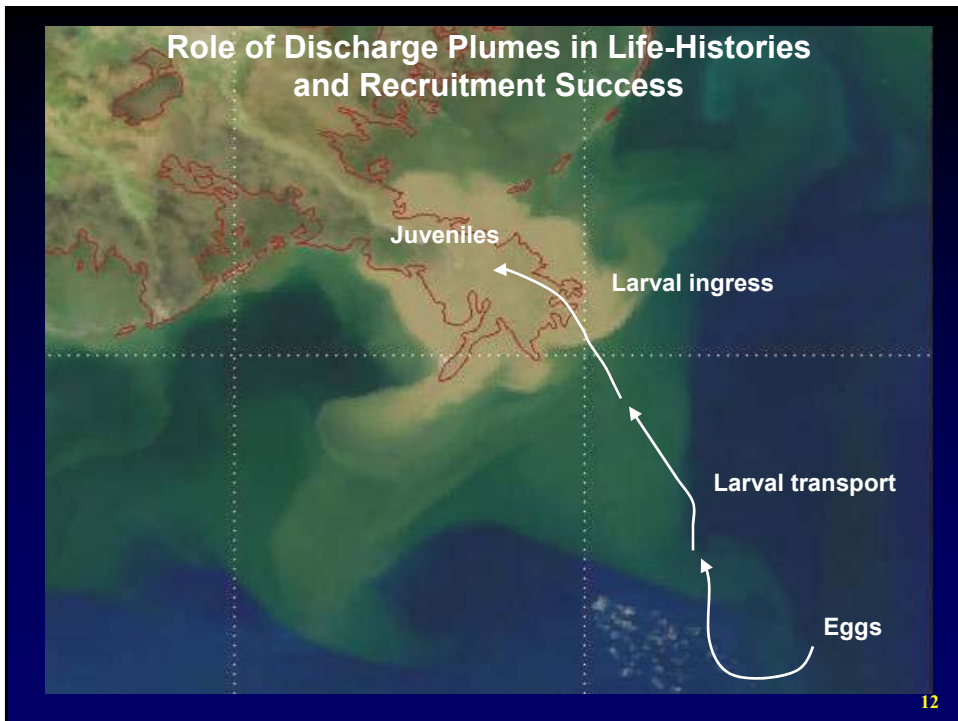 Role of Discharge Plumes in Life-Histories
and Recruitment Success
Juveniles
Larval ingress
Larval transport
Eggs
12